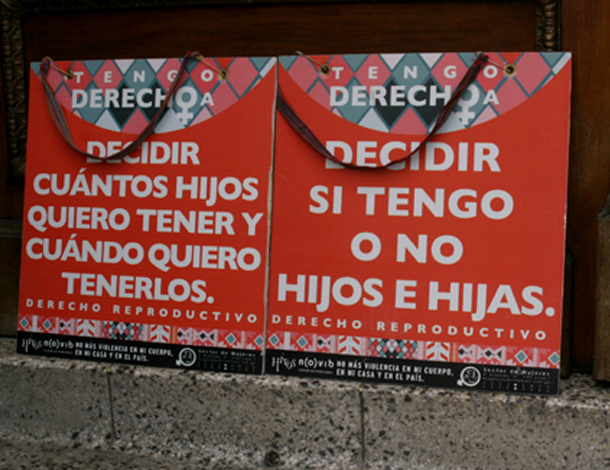 TENGO
DERECHO A
DECIDIR
CUÁNTOS HIJOS
QUIERO TENER Y
CUÁNDO QUIERO
TENERLOS.
DERECHO REPRODUCTIVO
n(o)vib NO MÁS VIOLENCIA EN MI CUERPO,
EN MI CASA Y EN EL PAÍS.
Sector de Mujeres
TENGO
DERECHO A
DECIDIR
SI TENGO
O NO
HIJOS E HIJAS.
DERECHO REPRODUCTIVO
n(o)vib NO MÁS VIOLENCIA EN MI CUERPO,
EN MI CASA Y EN EL PAÍS.
Sector de Mujeres